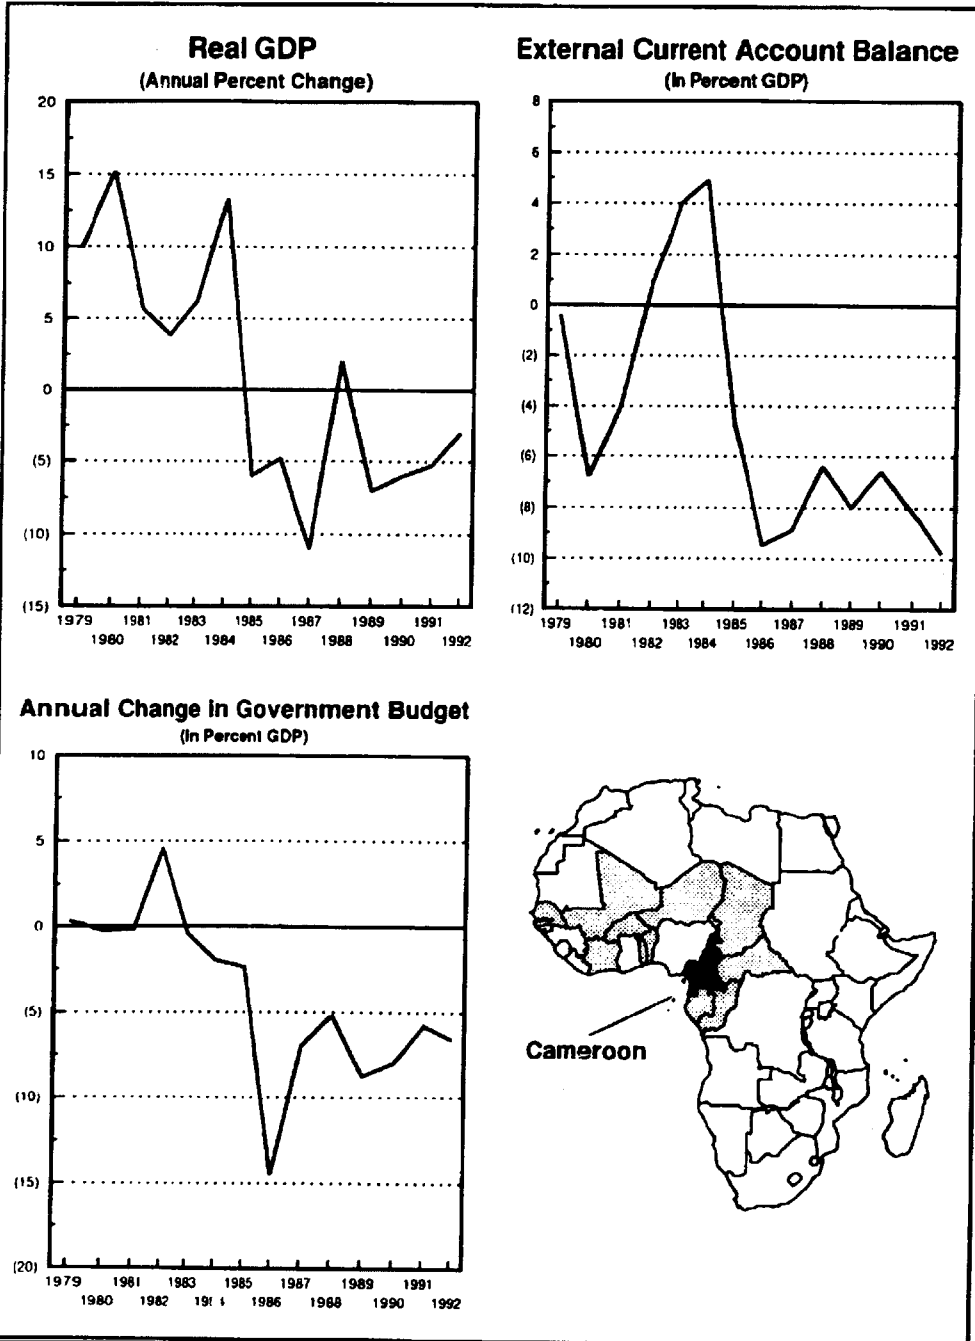 Real GDP
(Annual Percent Change)
20
15
10
5
0
(5)
(10)
(15)
1979 1981 1983 1985 1987 1989 1991
1980 1982 1984 1986 1988 1990 1992
External Current Account Balance
(In Percent GDP)
8
6
4
2
0
(2)
(4)
(6)
(8)
(10)
(12)
1979 1981 1983 1985 1987 1989 1991
1980 1982 1984 1986 1988 1990 1992
Annual Change in Government Budget
(In Percent GDP)
10
5
0
(5)
(10)
(15)
(20)
1979 1981 1983 1985 1987 1989 1991
1980 1982 1986 1988 1990 1992
Cameroon